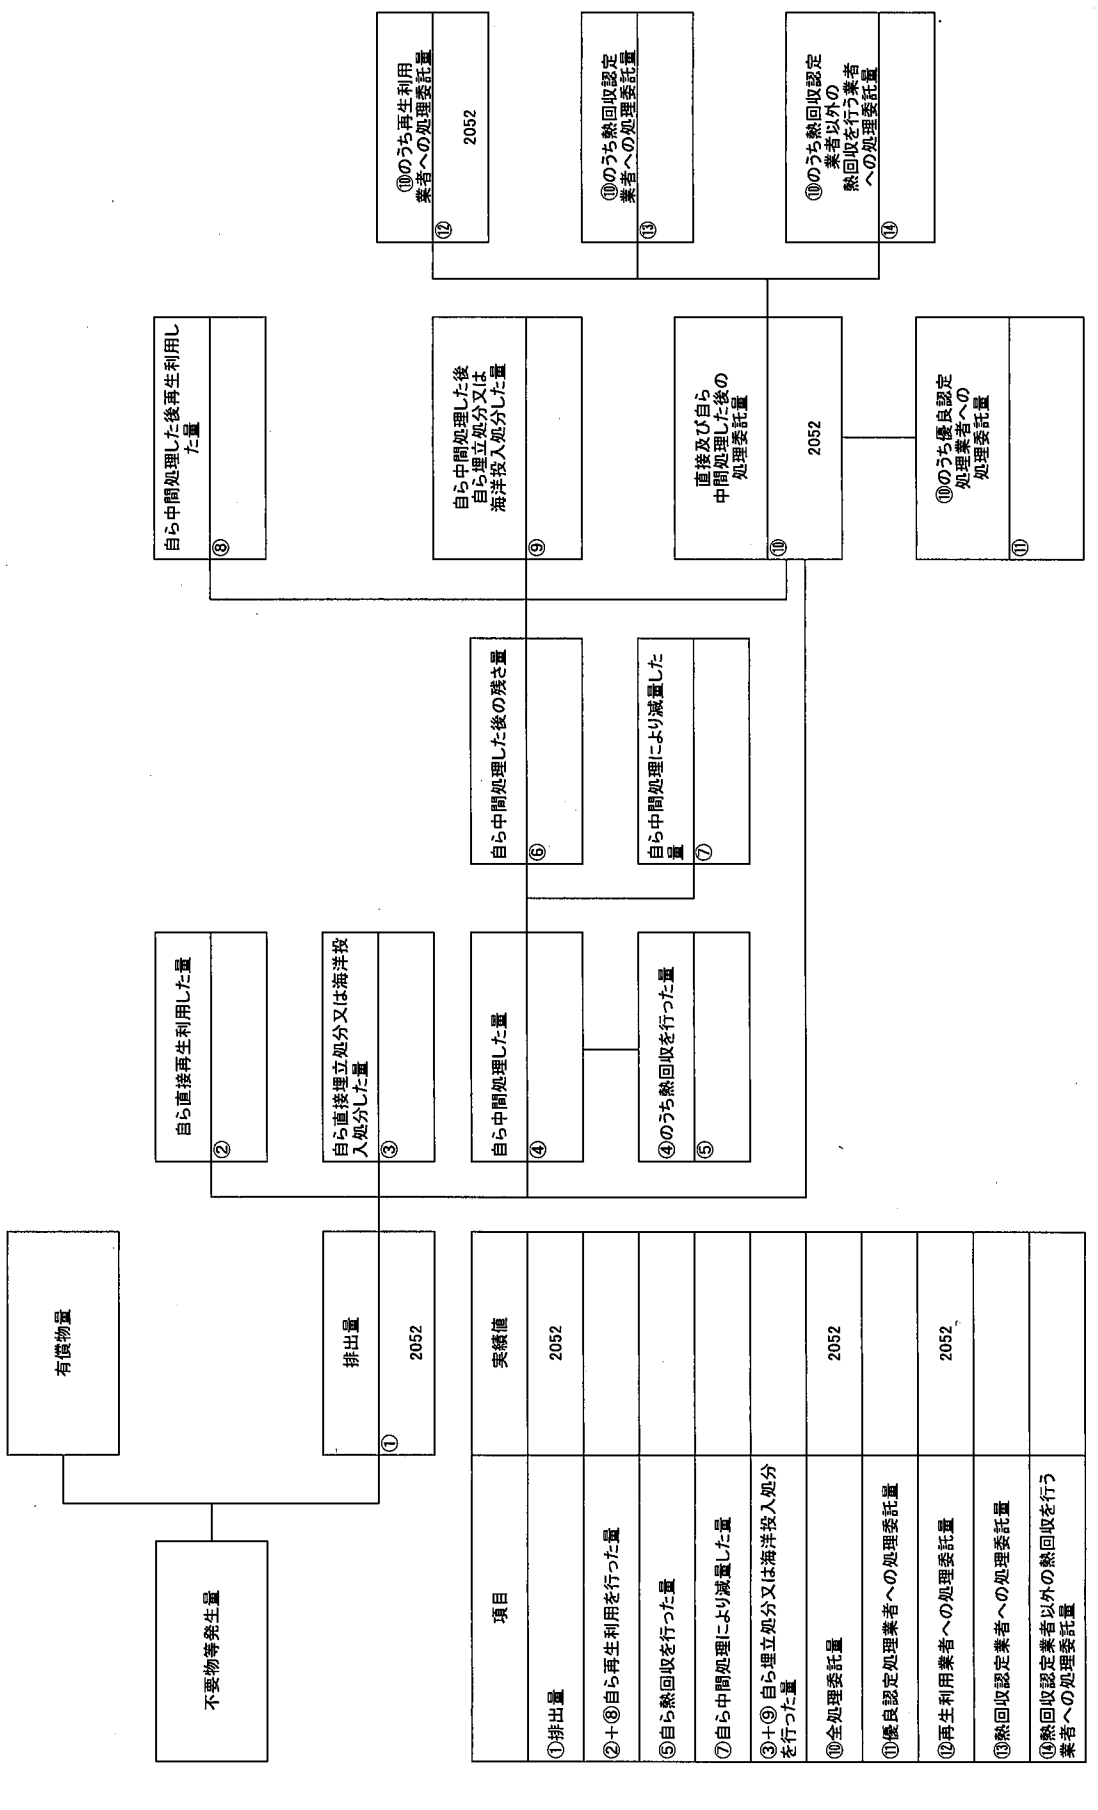 不要物等発生量
有償物量
排出量
①
2052
自ら直接再生利用した量
②
自ら直接埋立処分又は海洋投
入処分した量
③
自ら中間処理した量
④
④のうち熱回収を行った量
⑤
自ら中間処理した後の残さ量
⑥
自ら中間処理により減量した
量
⑦
自ら中間処理した後再生利用し
た量
⑧
自ら中間処理した後
自ら埋立処分又は
海洋投入処分した量
⑨
直接及び自ら
中間処理した後の
処理委託量
⑩
2052
⑩のうち優良認定
処理業者への
処理委託量
⑪
⑩のうち再生利用
業者への処理委託量
⑫
2052
⑩のうち熱回収認定
業者への処理委託量
⑬
⑩のうち熱回収認定
業者以外の
熱回収を行う業者
への処理委託量
⑭
項目 実績値
①排出量 2052
②+⑧自ら再生利用を行った量
⑤自ら熱回収を行った量
⑦自ら中間処理により減量した量
③+⑨ 自ら埋立処分又は海洋投入処分
を行った量
⑩全処理委託量 2052
⑪優良認定処理業者への処理委託量
⑫再生利用業者への処理委託量 2052
⑬熱回収認定業者への処理委託量
⑭熱回収認定業者以外の熱回収を行う
業者への処理委託量